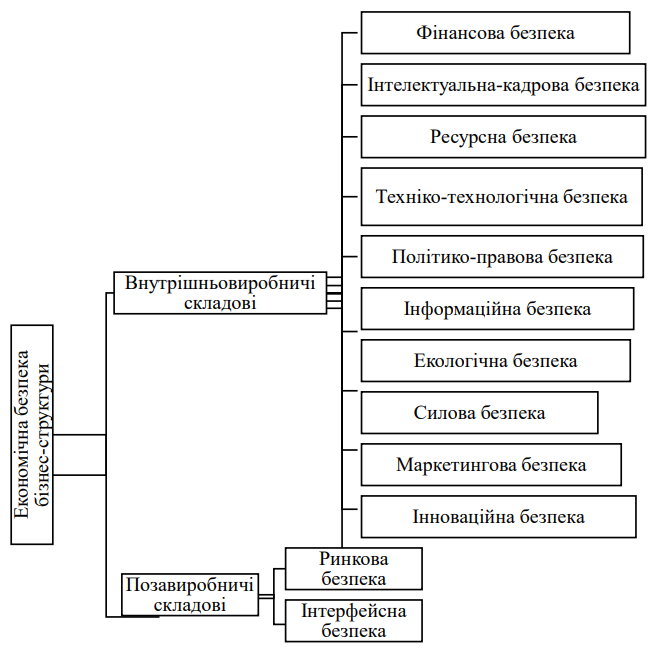 Фінансова безпека
Інтелектуальна-кадрова безпека
Ресурсна безпека
Техніко-технологічна безпека
Політико-правова безпека
Внутрішньовиробничі
складові
Інформаційна безпека
Екологічна безпека
Економічна безпека
бізнес-структури
Силова безпека
Маркетингова безпека
Інноваційна безпека
Ринкова
безпека
Позавиробничі
складові
Інтерфейсна
безпека